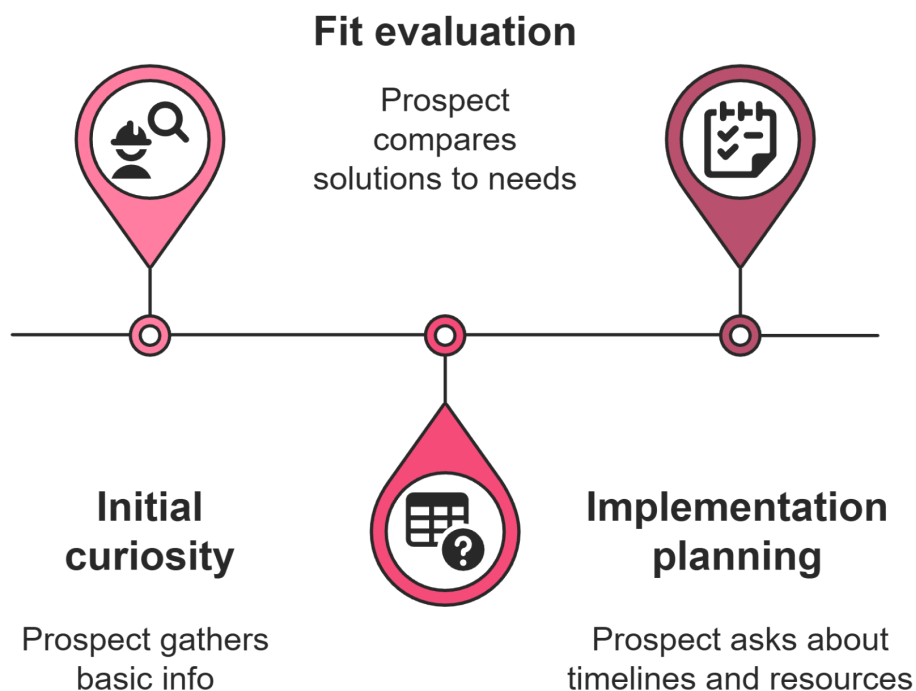 Fit evaluation
Prospect
compares
solutions to needs
Initial
curiosity
Prospect gathers
basic info
Implementation
planning
Prospect asks about
timelines and resources